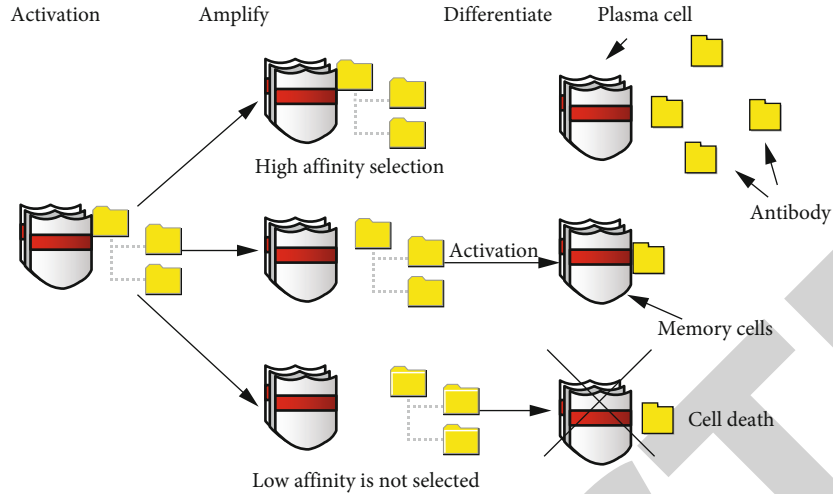 Activation
Amplify
Differentiate
Plasma cell
High affinity selection
Antibody
Activation
Memory cells
Cell death
Low affinity is not selected